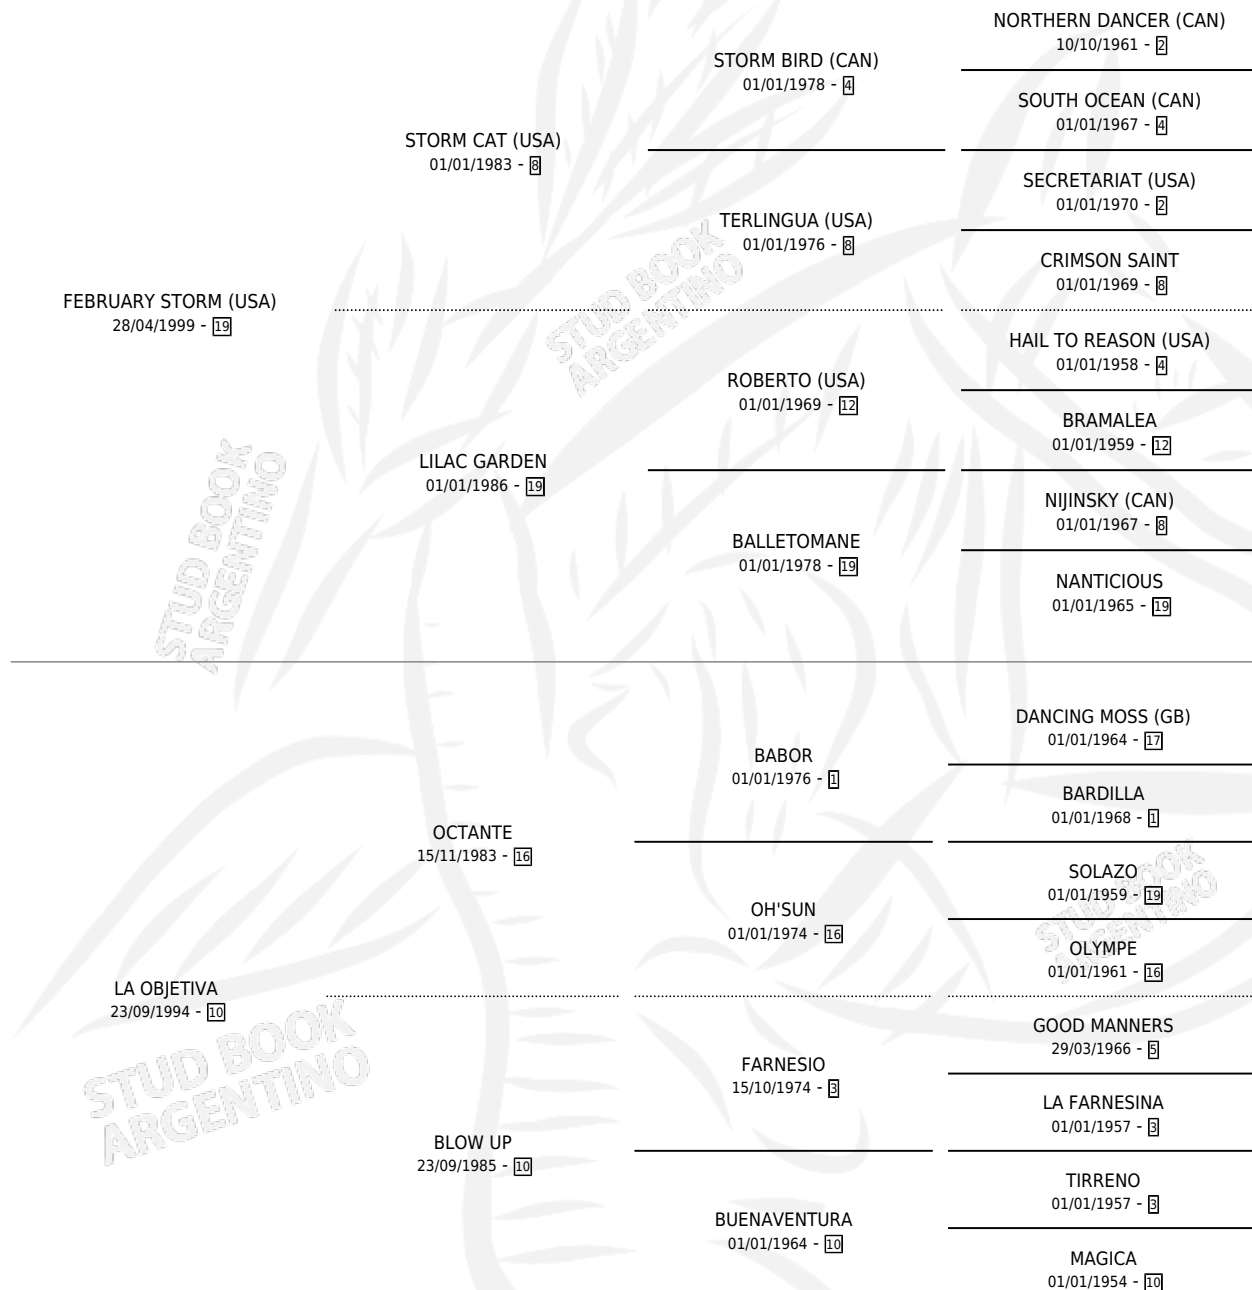 NORTHERN DANCER (CAN)
10/10/1961 - 2
STORM BIRD (CAN)
01/01/1978 - 4
SOUTH OCEAN (CAN)
01/01/1967 - 4
STORM CAT (USA)
01/01/1983 - 8
SECRETARIAT (USA)
01/01/1970 - 2
TERLINGUA (USA)
01/01/1976 - 8
CRIMSON SAINT
01/01/1969 - 8
FEBRUARY STORM (USA)
28/04/1999 - 19
STUD BOOK
ARGENTINO
HAIL TO REASON (USA)
01/01/1958 - 4
ROBERTO (USA)
01/01/1969 - 12
BRAMALEA
01/01/1959 - 12
LILAC GARDEN
01/01/1986 - 19
NIJINSKY (CAN)
01/01/1967 - 8
BALLETOMANE
01/01/1978 - 19
NANTICIOUS
01/01/1965 - 19
STUD BOOK
ARGENTINO
DANCING MOSS (GB)
01/01/1964 - 17
BABOR
01/01/1976 - 1
BARDILLA
01/01/1968 - 1
OCTANTE
15/11/1983 - 16
SOLAZO
01/01/1959 - 19
OH'SUN
01/01/1974 - 16
STUD BOOK
ARGENTINO
OLYMPE
01/01/1961 - 16
LA OBJETIVA
23/09/1994 - 10
STUD BOOK
ARGENTINO
GOOD MANNERS
29/03/1966 - 5
FARNESIO
15/10/1974 - 3
LA FARNESINA
01/01/1957 - 3
BLOW UP
23/09/1985 - 10
TIRRENO
01/01/1957 - 3
BUENAVENTURA
01/01/1964 - 10
MAGICA
01/01/1954 - 10